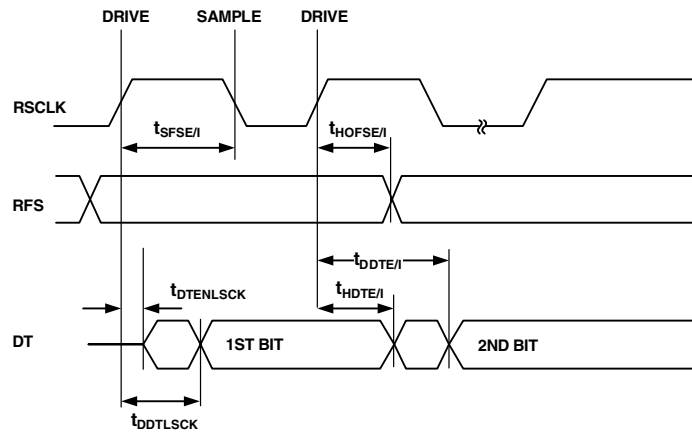 DRIVE SAMPLE DRIVE
RSCLK
tSFSE/I tHOFSE/I
RFS
tDDTE/I
tDTENLSCK tHDTE/I
DT 1ST BIT 2ND BIT
tDDTLSCK